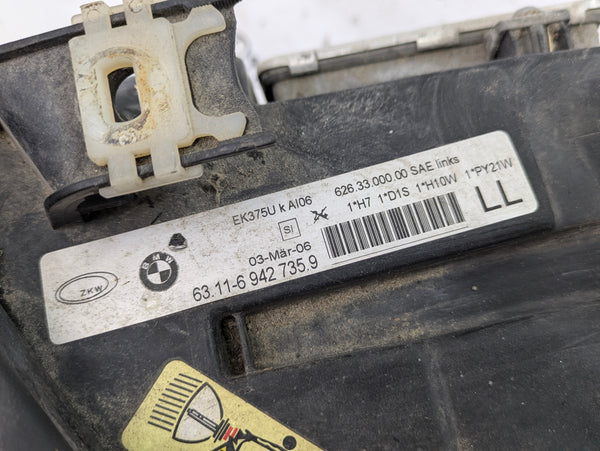 EK375U k AI06
626.33.000.00 SAE links
SI
1*H7 1*D1S 1*H10W 1*PY21W
LL
03-Mär-06
63.11-6 942 735.9
BMW
ZKW